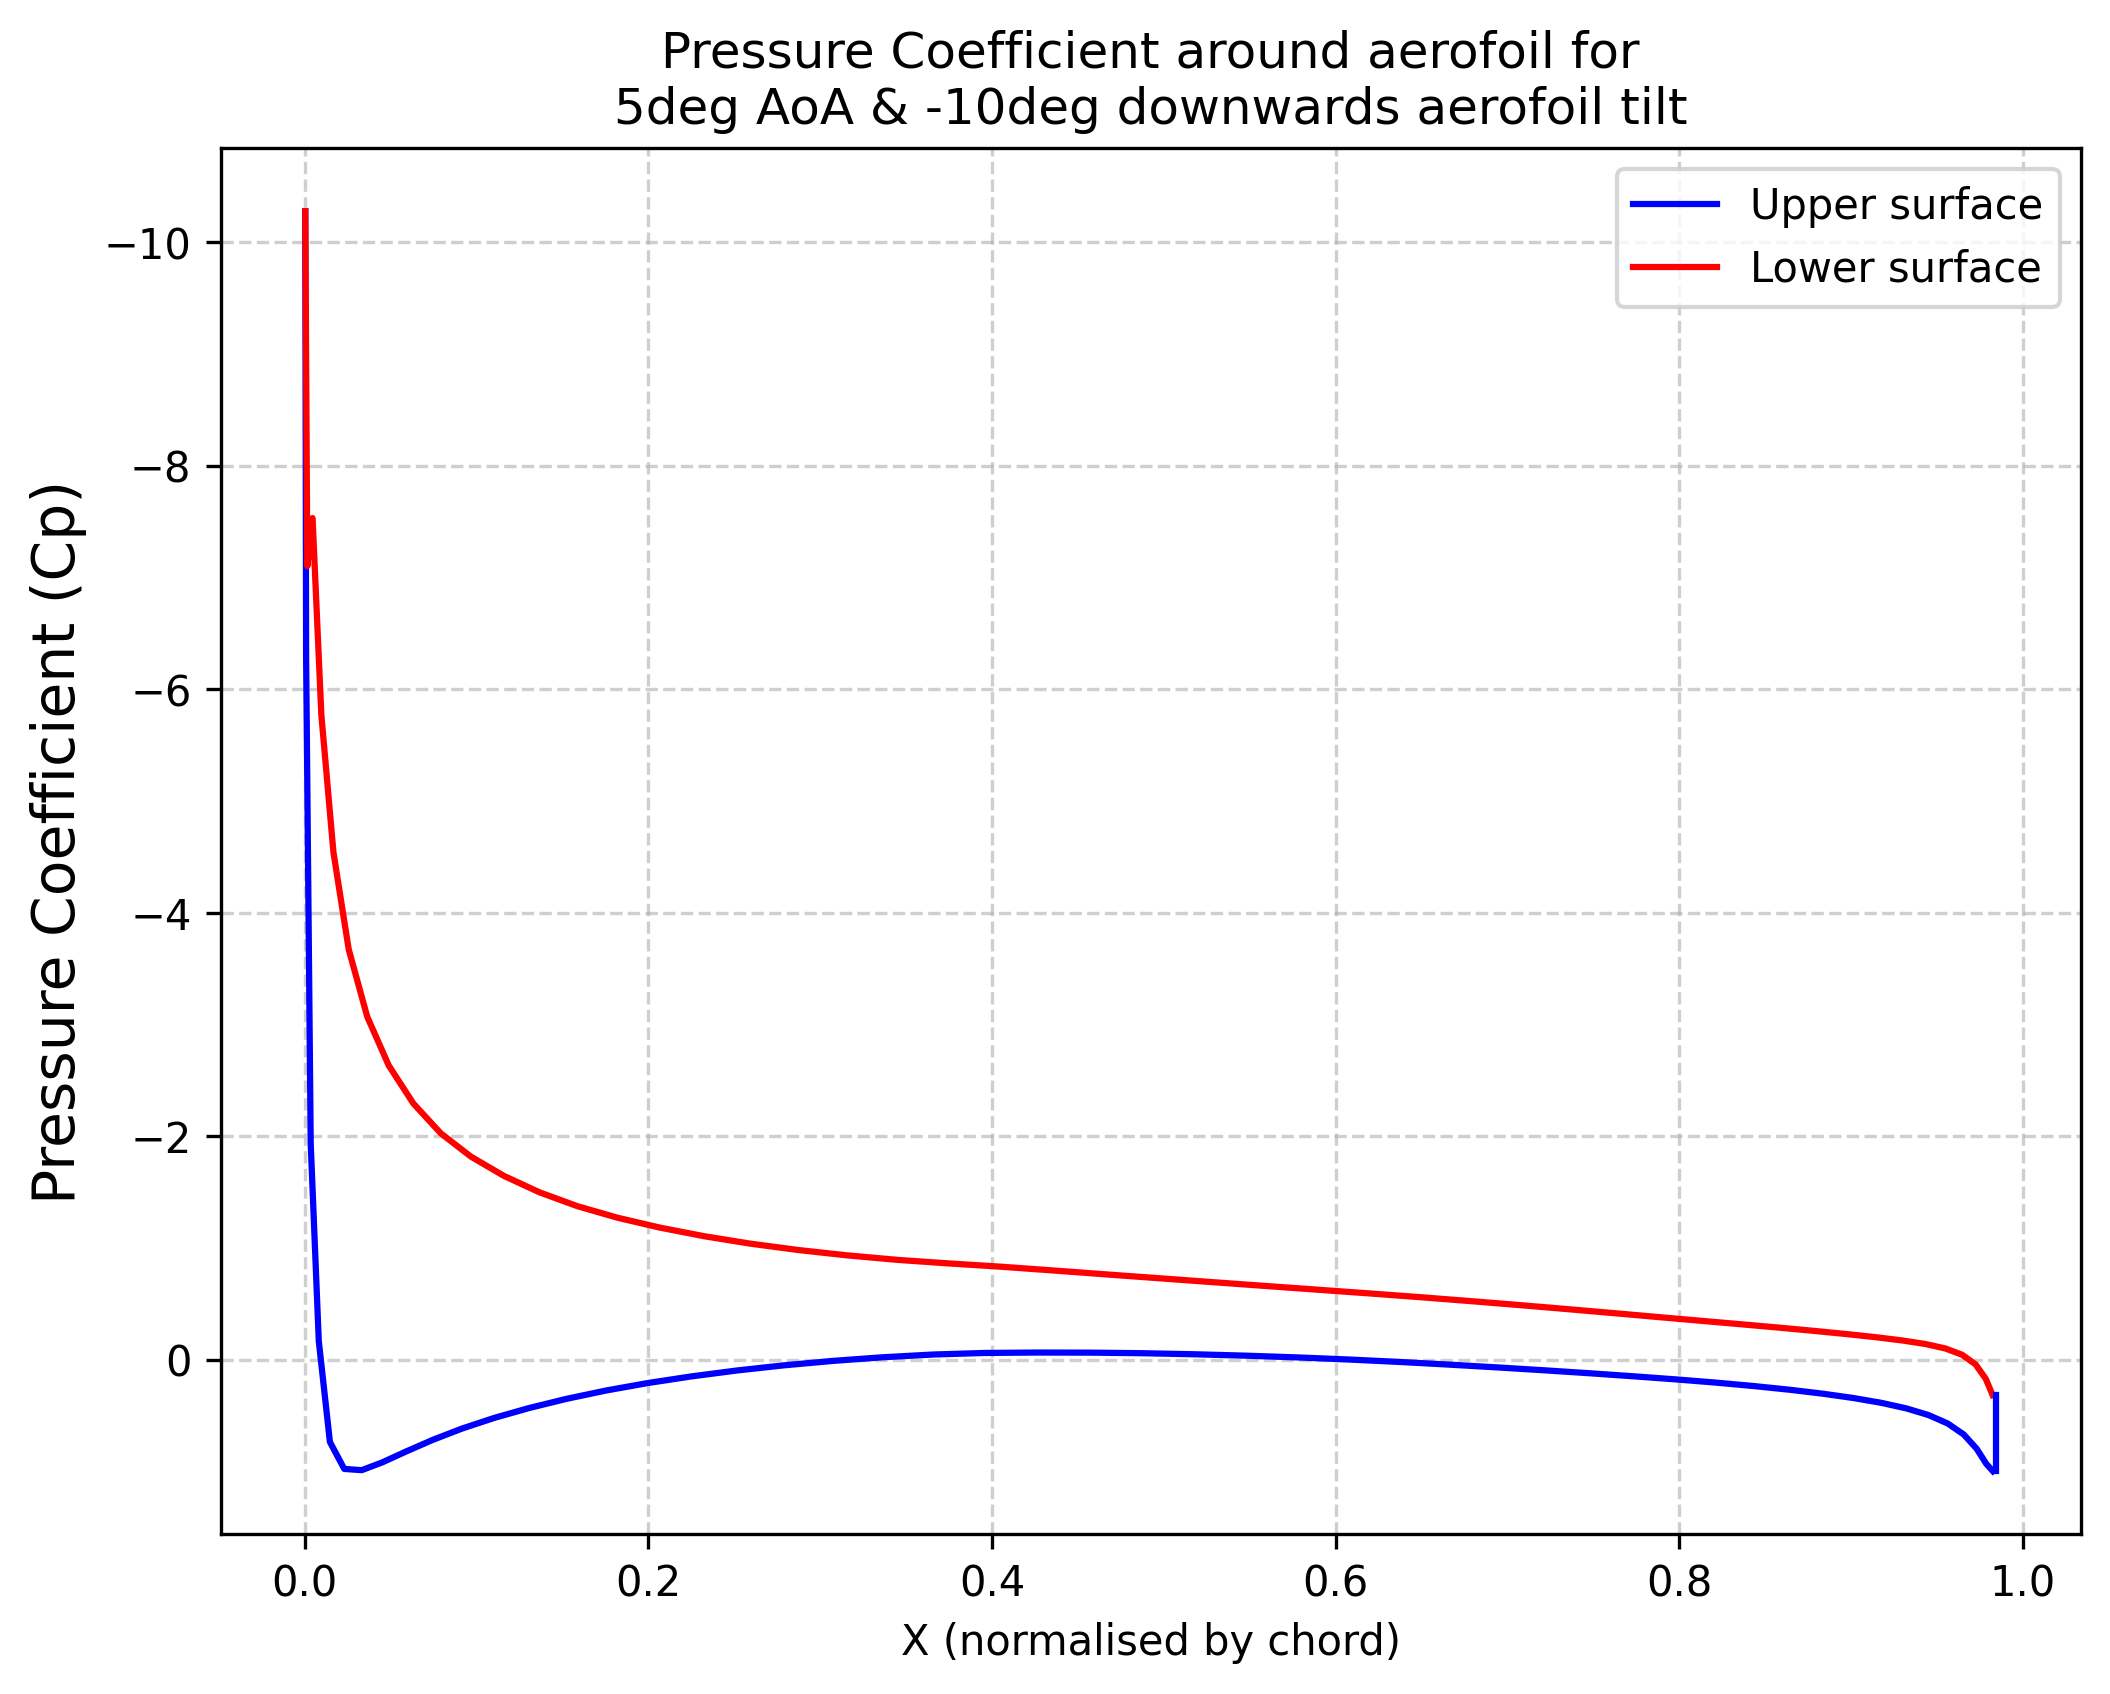 Pressure Coefficient around aerofoil for
5deg AoA & -10deg downwards aerofoil tilt
Upper surface
Lower surface
Pressure Coefficient (Cp)
−10
−8
−6
−4
−2
0
0.0 0.2 0.4 0.6 0.8 1.0
X (normalised by chord)